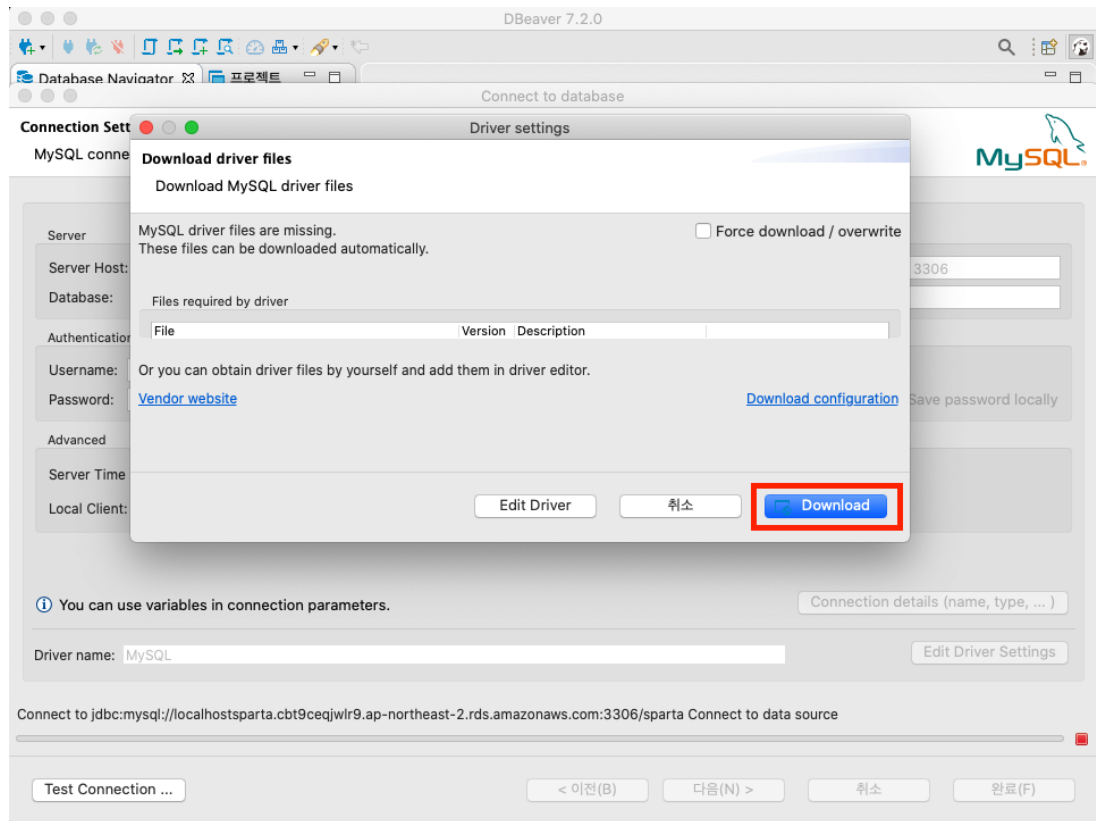 DBeaver 7.2.0
Database Navigator
프로젝트
Connect to database
Connection Sett
MySQL conne
MySQL
Driver settings
Download driver files
Download MySQL driver files
MySQL driver files are missing.
These files can be downloaded automatically.
Force download / overwrite
Files required by driver
File Version Description
Or you can obtain driver files by yourself and add them in driver editor.
Vendor website
Download configuration
Edit Driver
취소
Download
Server
Server Host:
3306
Database:
Authentication
Username:
Password:
Save password locally
Advanced
Server Time
Local Client:
You can use variables in connection parameters.
Connection details (name, type, ... )
Driver name: MySQL
Edit Driver Settings
Connect to jdbc:mysql://localhostsparta.cbt9ceqjwlr9.ap-northeast-2.rds.amazonaws.com:3306/sparta Connect to data source
Test Connection ...
< 이전(B)
다음(N) >
취소
완료(F)